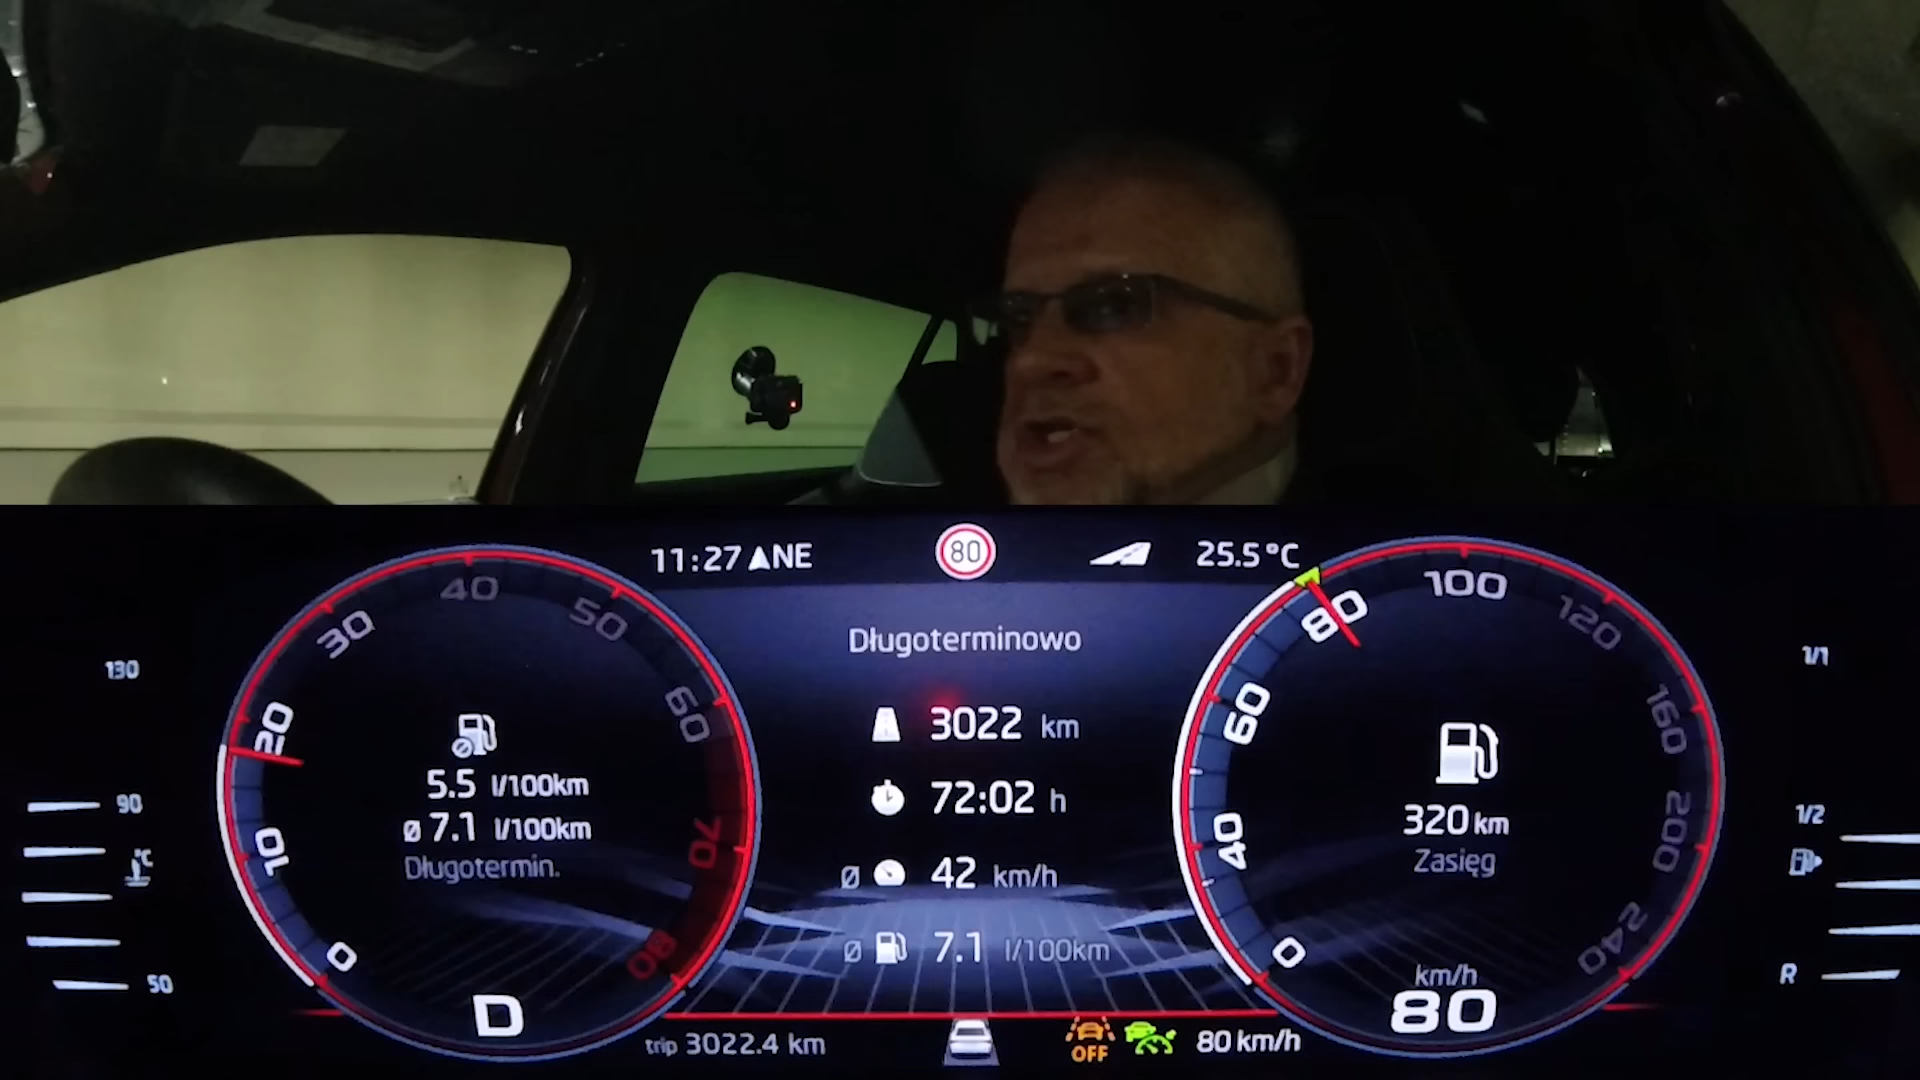 11:27 NE
80
25.5°C
Długoterminowo
3022 km
72:02 h
Ø 42 km/h
Ø 7.1 l/100km
130
90
°C
50
0
10
20
30
40
50
60
70
80
5.5 l/100km
Ø 7.1 l/100km
Długotermin.
D
0
40
60
80
100
120
160
200
240
320 km
Zasięg
km/h
80
1/1
1/2
R
trip 3022.4 km
OFF
80 km/h